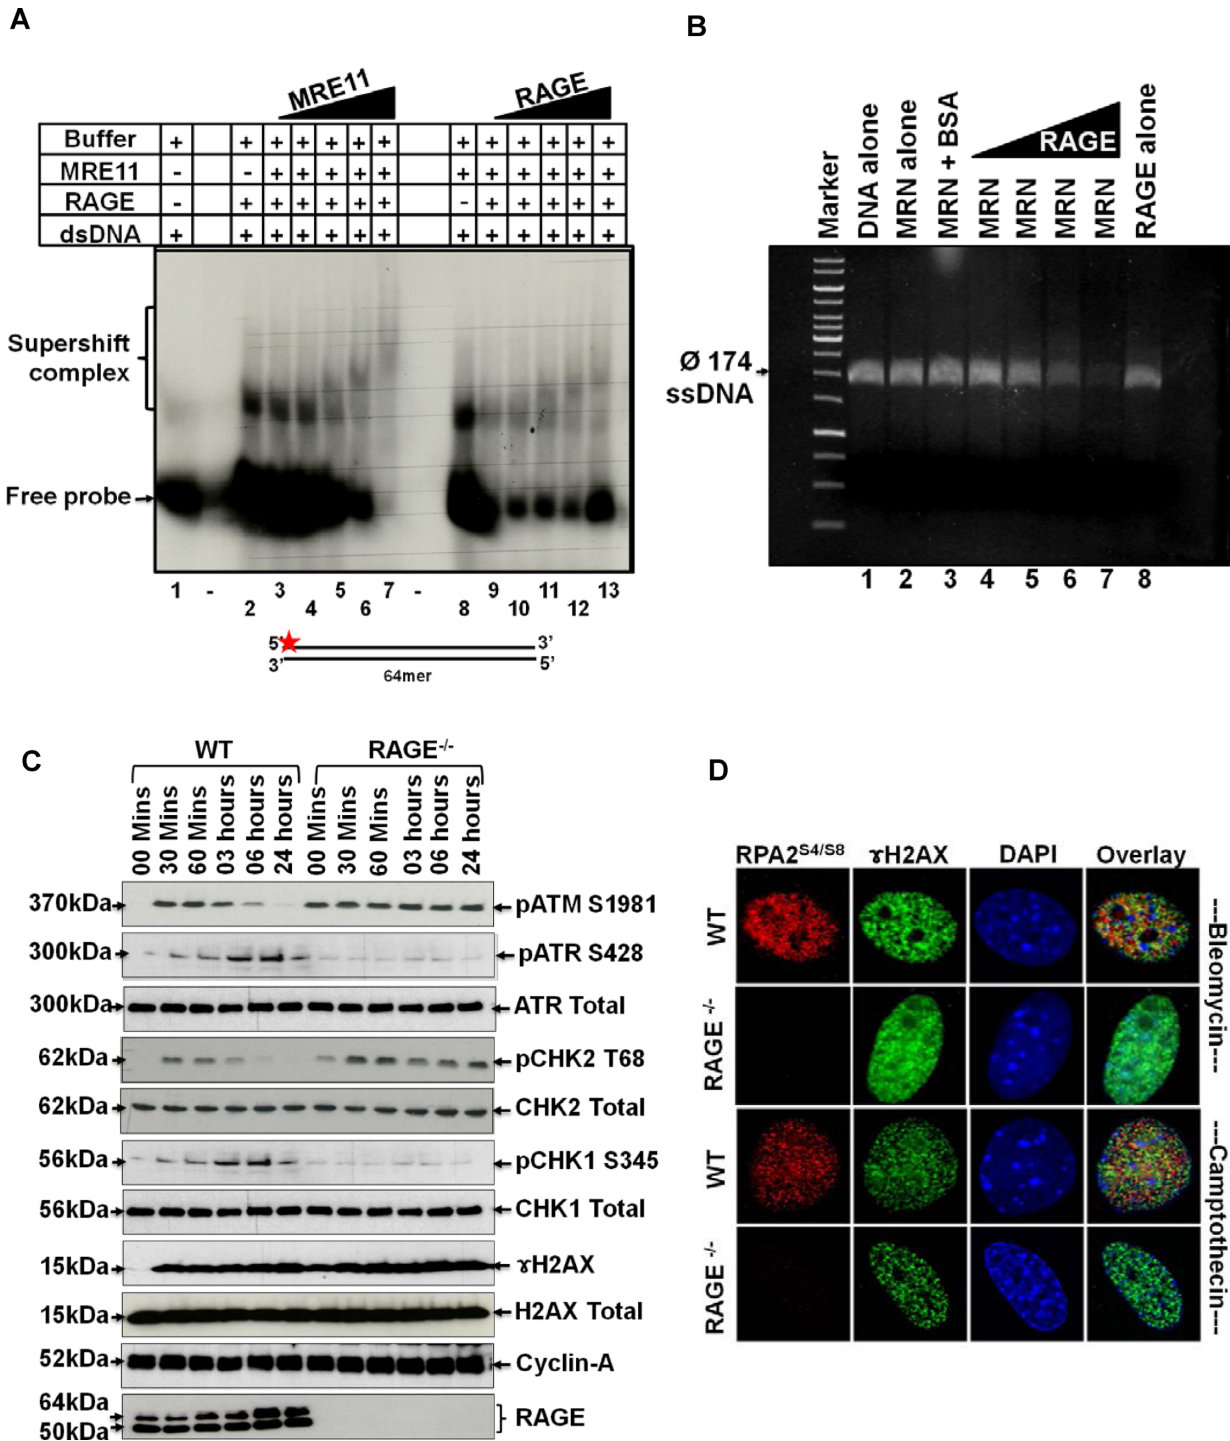 A
MRE11
RAGE
Buffer + + + + + + + + + + + + +
MRE11 - - + + + + + + + + + + +
RAGE - + + + + + + - + + + + +
dsDNA + + + + + + + + + + + + +
Supershift
complex
Free probe
1 - 2 3 4 5 6 7 - 8 9 10 11 12 13
5’ 3’
3’ 5’
64mer
B
Marker
DNA alone
MRN alone
MRN + BSA
MRN
MRN
MRN
MRN
RAGE
RAGE alone
Ø 174
ssDNA
1 2 3 4 5 6 7 8
C
WT RAGE-/-
00 Mins
30 Mins
60 Mins
03 hours
06 hours
24 hours
00 Mins
30 Mins
60 Mins
03 hours
06 hours
24 hours
370kDa pATM S1981
300kDa pATR S428
300kDa ATR Total
62kDa pCHK2 T68
62kDa CHK2 Total
56kDa pCHK1 S345
56kDa CHK1 Total
15kDa ɤH2AX
15kDa H2AX Total
52kDa Cyclin-A
64kDa
50kDa
RAGE
D
RPA2S4/S8 ɤH2AX DAPI Overlay
WT
RAGE -/-
---Bleomycin---
WT
RAGE -/-
---Camptothecin---